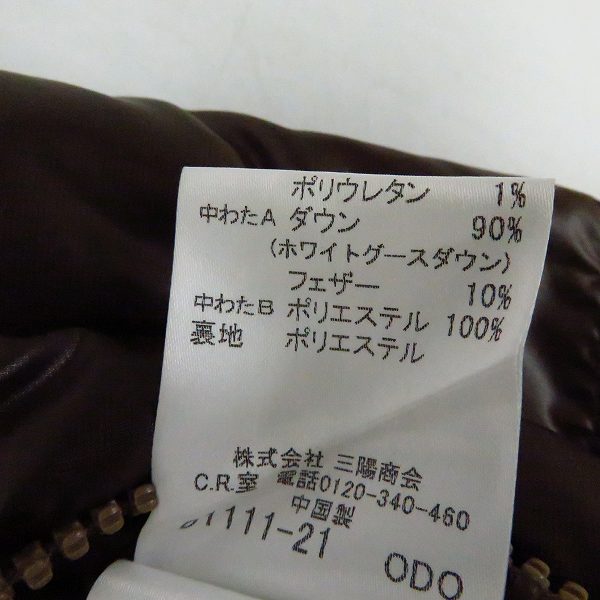 ポリウレタン 1%
中わたA ダウン 90%
(ホワイトグースダウン)
フェザー 10%
中わたB ポリエステル 100%
裏地 ポリエステル
株式会社 三陽商会
C.R.室 電話0120-340-460
中国製
1111-21 ODO